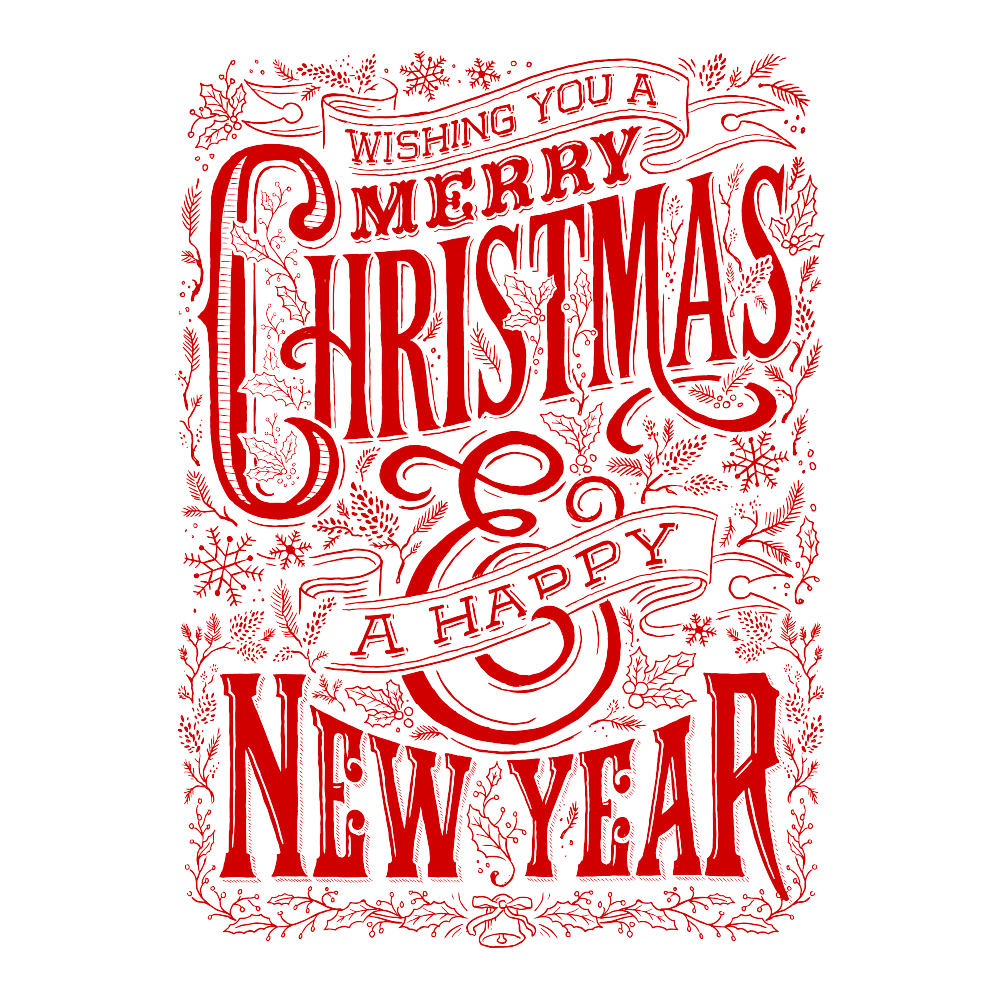 WISHING YOU A
MERRY
CHRISTMAS
&
A HAPPY
NEW YEAR